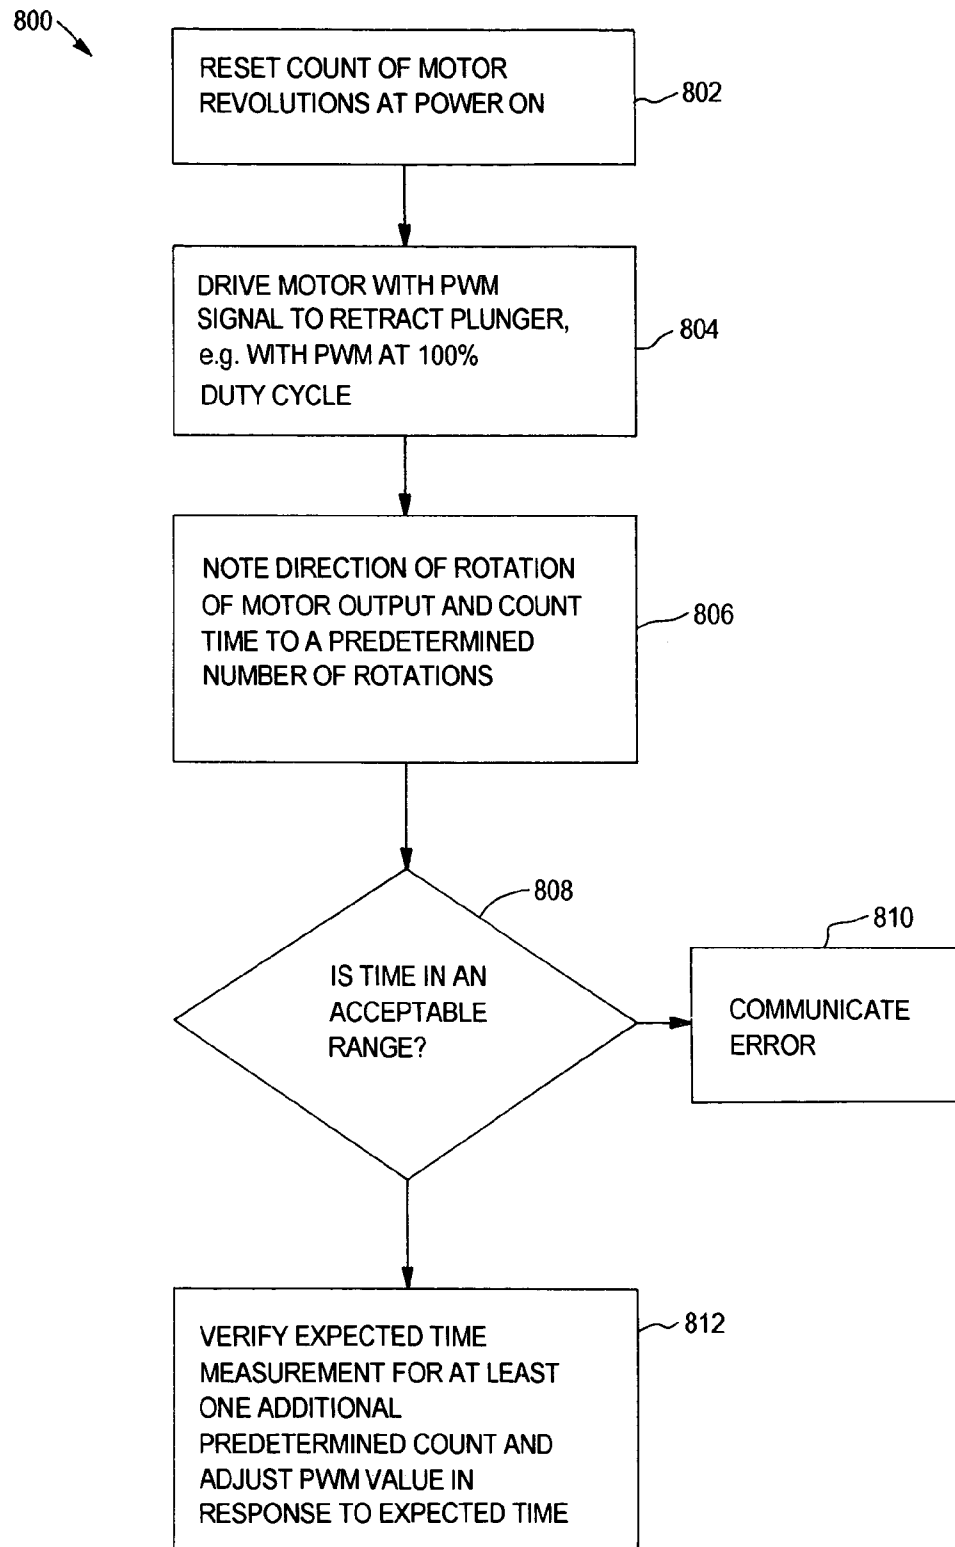 800
RESET COUNT OF MOTOR
REVOLUTIONS AT POWER ON
802
DRIVE MOTOR WITH PWM
SIGNAL TO RETRACT PLUNGER,
e.g. WITH PWM AT 100%
DUTY CYCLE
804
NOTE DIRECTION OF ROTATION
OF MOTOR OUTPUT AND COUNT
TIME TO A PREDETERMINED
NUMBER OF ROTATIONS
806
808
IS TIME IN AN
ACCEPTABLE
RANGE?
810
COMMUNICATE
ERROR
VERIFY EXPECTED TIME
MEASUREMENT FOR AT LEAST
ONE ADDITIONAL
PREDETERMINED COUNT AND
ADJUST PWM VALUE IN
RESPONSE TO EXPECTED TIME
812